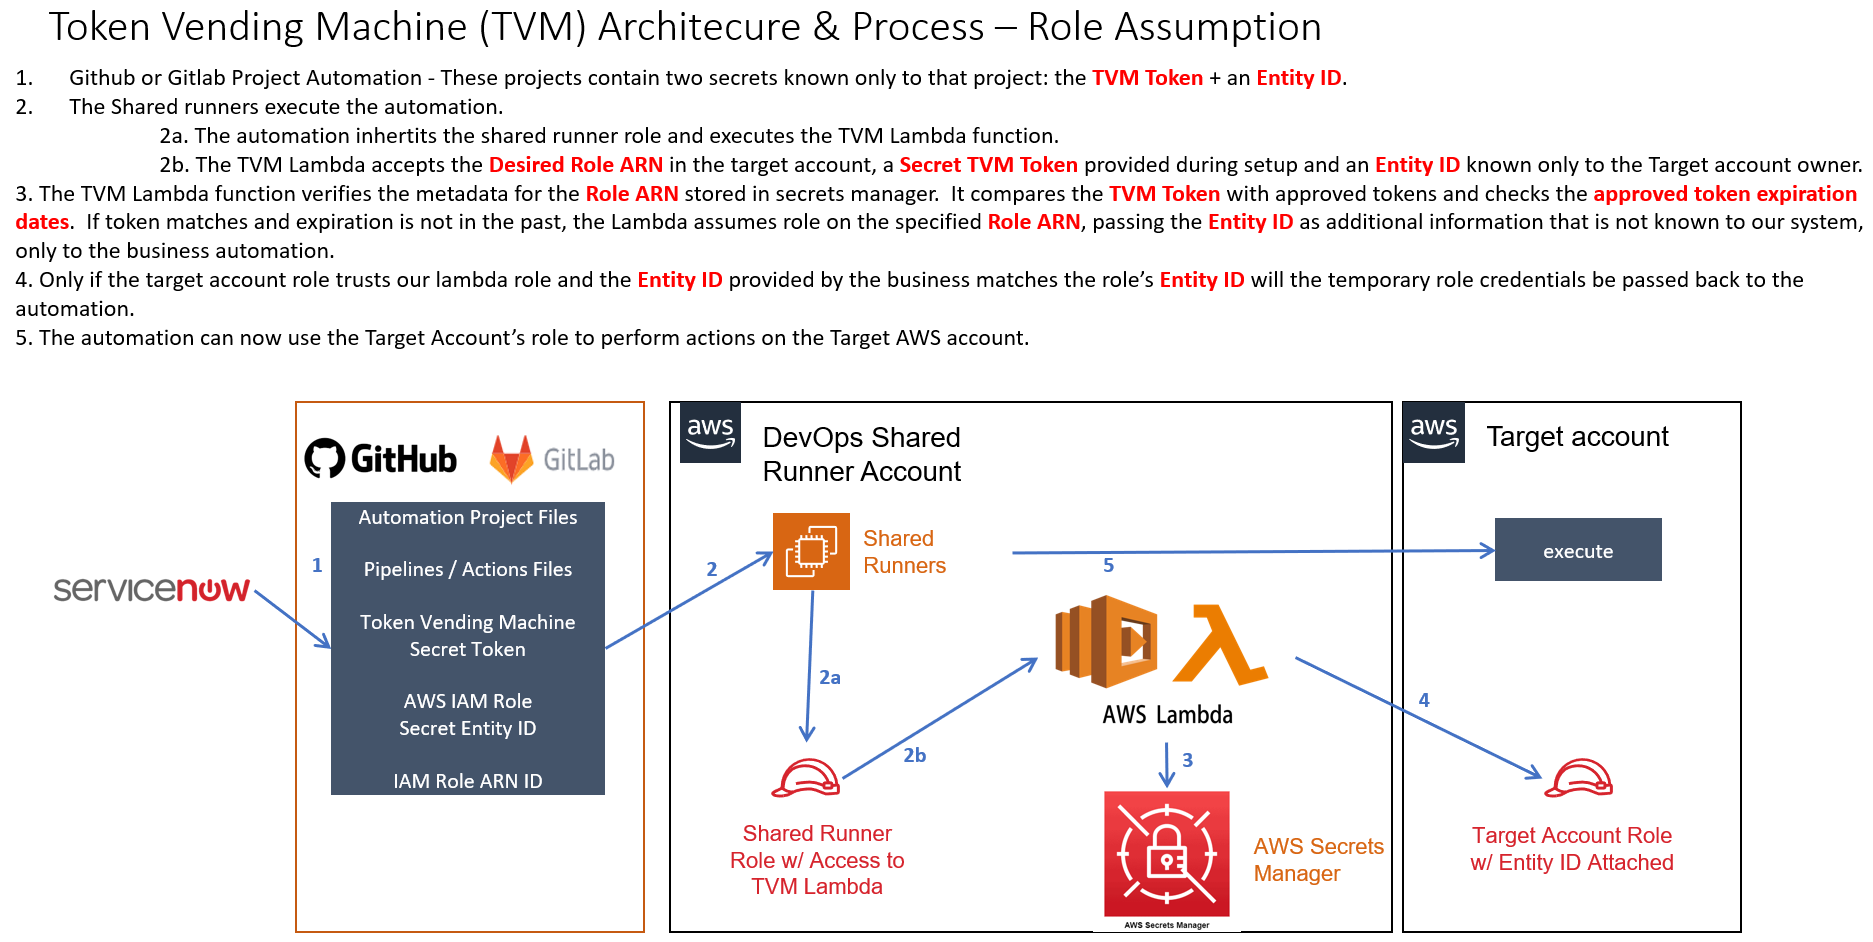 Token Vending Machine (TVM) Architecure & Process – Role Assumption
1. Github or Gitlab Project Automation - These projects contain two secrets known only to that project: the TVM Token + an Entity ID.
2. The Shared runners execute the automation.
2a. The automation inhertits the shared runner role and executes the TVM Lambda function.
2b. The TVM Lambda accepts the Desired Role ARN in the target account, a Secret TVM Token provided during setup and an Entity ID known only to the Target account owner.
3. The TVM Lambda function verifies the metadata for the Role ARN stored in secrets manager.  It compares the TVM Token with approved tokens and checks the approved token expiration
dates.  If token matches and expiration is not in the past, the Lambda assumes role on the specified Role ARN, passing the Entity ID as additional information that is not known to our system,
only to the business automation.
4. Only if the target account role trusts our lambda role and the Entity ID provided by the business matches the role’s Entity ID will the temporary role credentials be passed back to the
automation.
5. The automation can now use the Target Account’s role to perform actions on the Target AWS account.
servicenow
GitHub
GitLab
1
Automation Project Files
Pipelines / Actions Files
Token Vending Machine
Secret Token
AWS IAM Role
Secret Entity ID
IAM Role ARN ID
2
aws
DevOps Shared
Runner Account
Shared
Runners
2a
Shared Runner
Role w/ Access to
TVM Lambda
2b
AWS Lambda
3
AWS Secrets Manager
AWS Secrets
Manager
5
4
aws
Target account
execute
Target Account Role
w/ Entity ID Attached